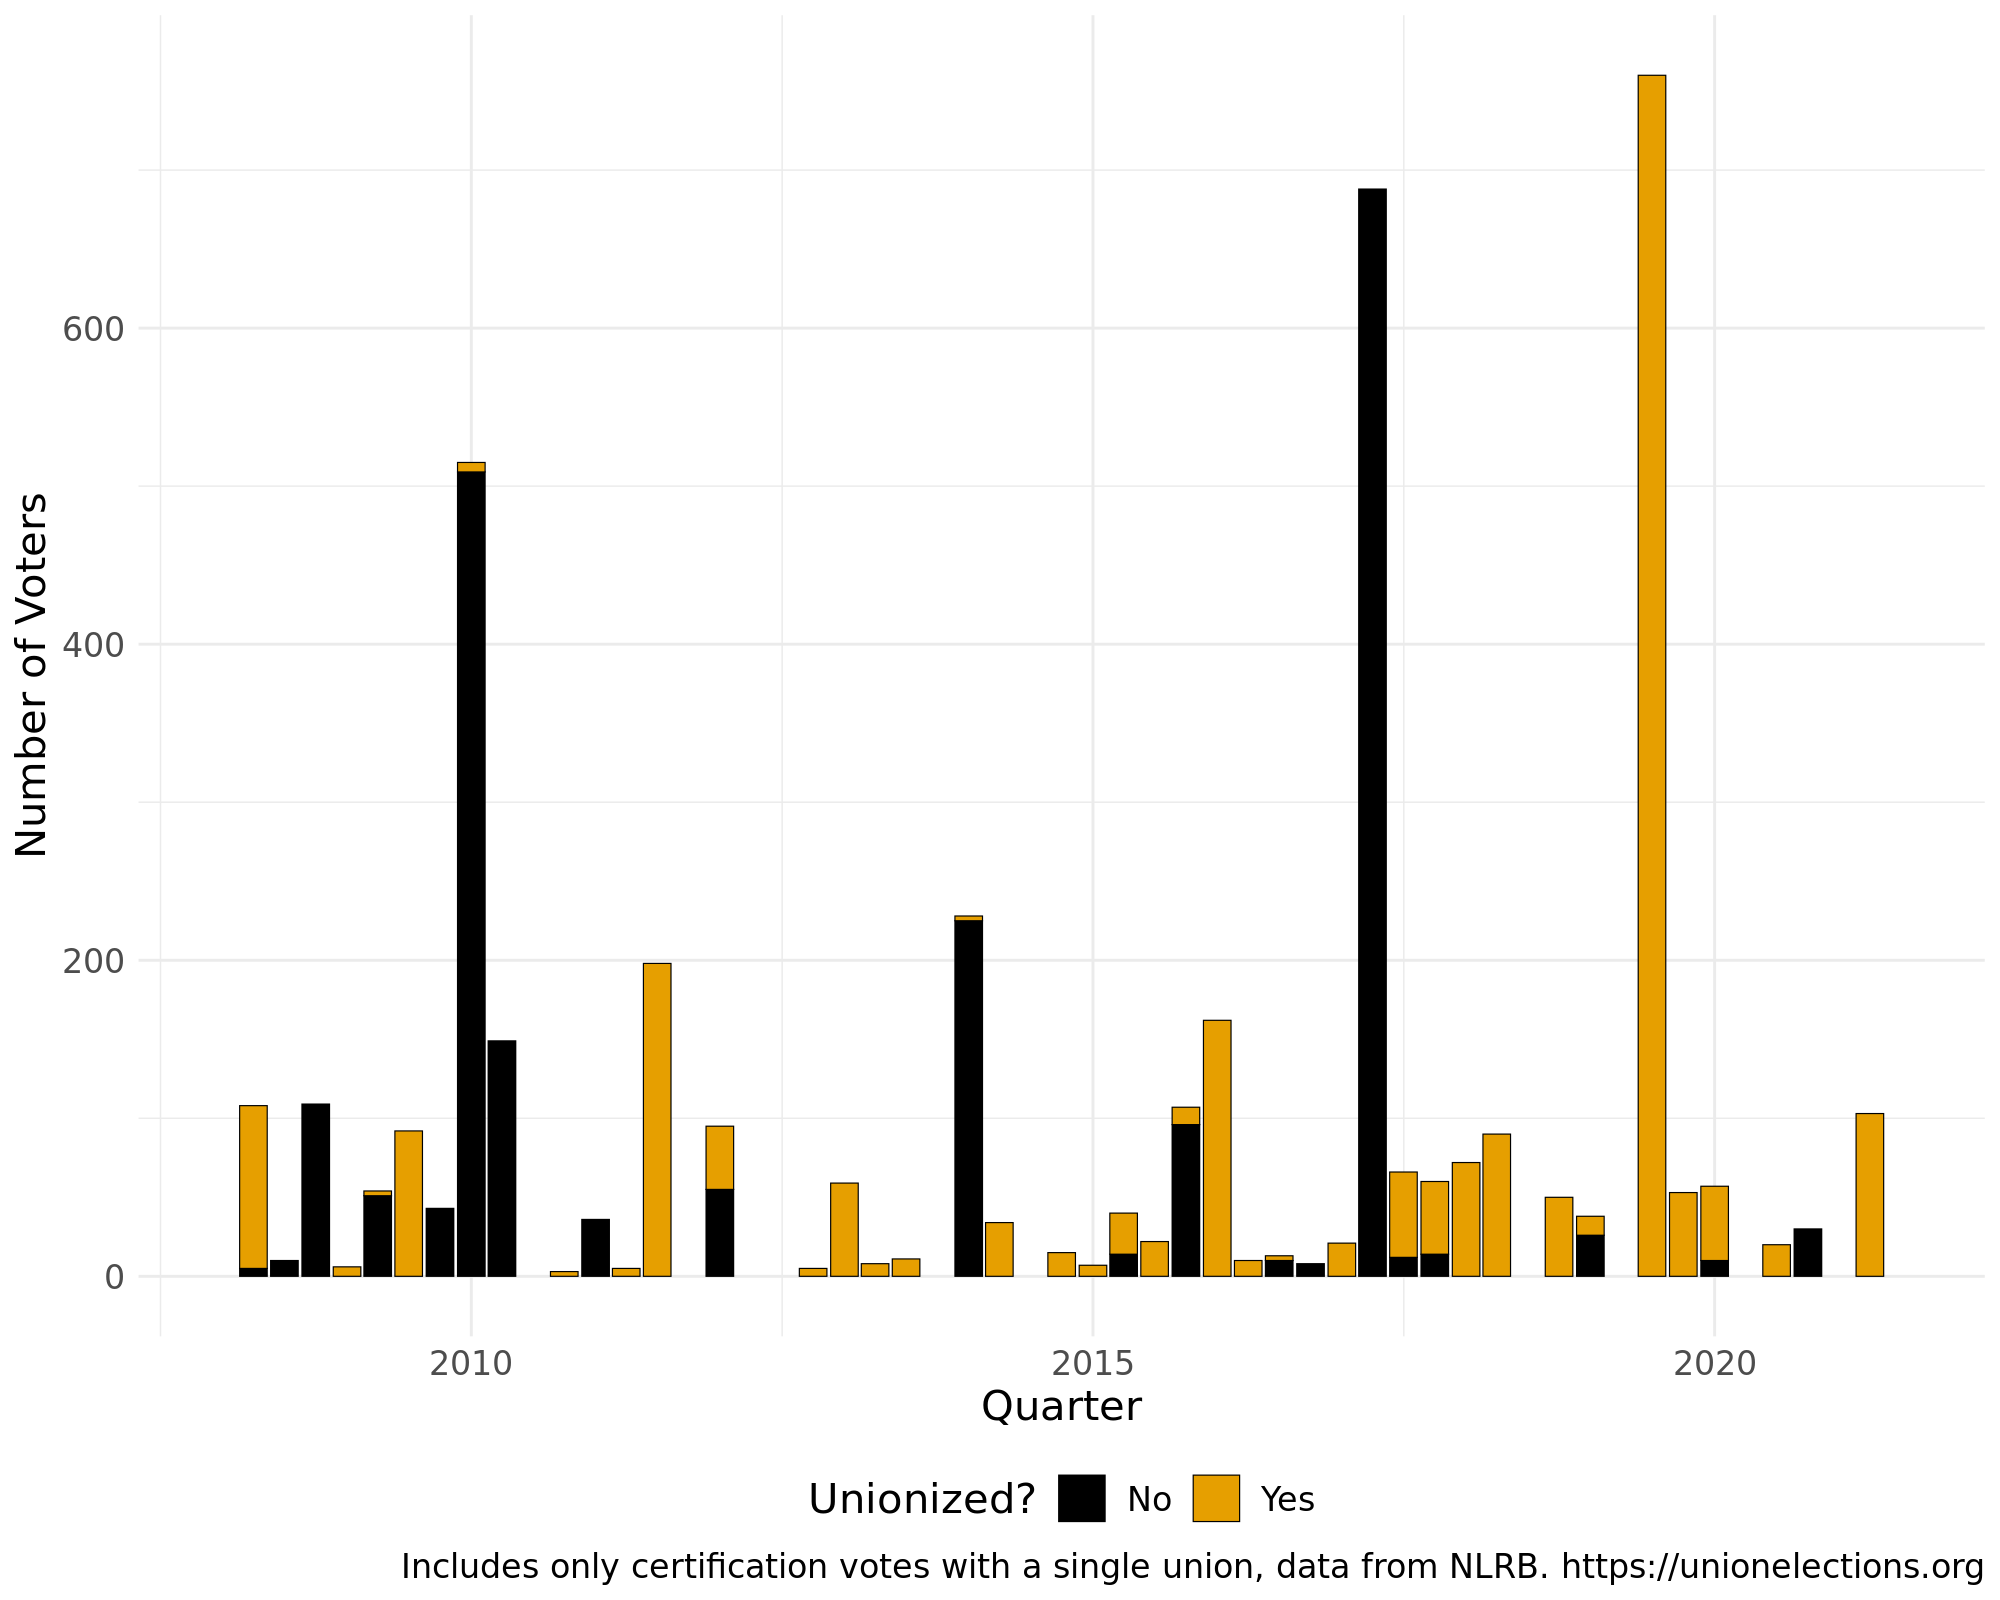 Number of Voters
600
400
200
0
2010 2015 2020
Quarter
Unionized? No Yes
Includes only certification votes with a single union, data from NLRB. https://unionelections.org